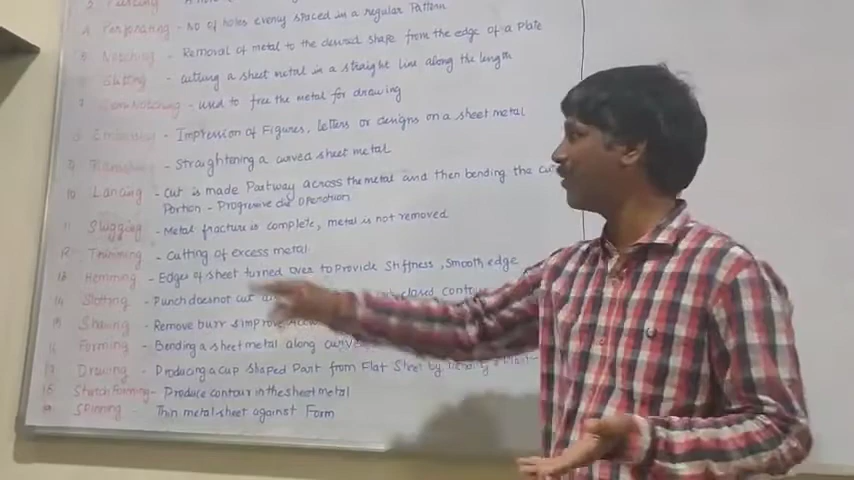 2 Punching
4 Perforating - No of holes evenly spaced in a regular Pattern
5 Notching - Removal of metal to the desired shape from the edge of a Plate
Slitting - cutting a sheet metal in a straight line along the length
7 Semi Notching - used to free the metal for drawing
8 Embossing - Impression of Figures, letters or designs on a sheet metal
9 - Straightening a curved sheet metal
10 Lancing - cut is made Partway across the metal and then bending the cut
Portion - Progressive die operation
11 Slugging - Metal fracture is complete, metal is not removed
12 Trimming - cutting of excess metal
13 Hemming - Edges of sheet turned over to Provide Stiffness, smooth edge
14 Slotting - Punch does not cut closed contour
15 Shaving - Remove burr & improve
16 Forming - Bending a sheet metal along curved
17 Drawing - Producing a cup shaped Part from Flat sheet by
18 Stretch Forming - Produce contour in the sheet metal
Spinning - Thin metal sheet against Form